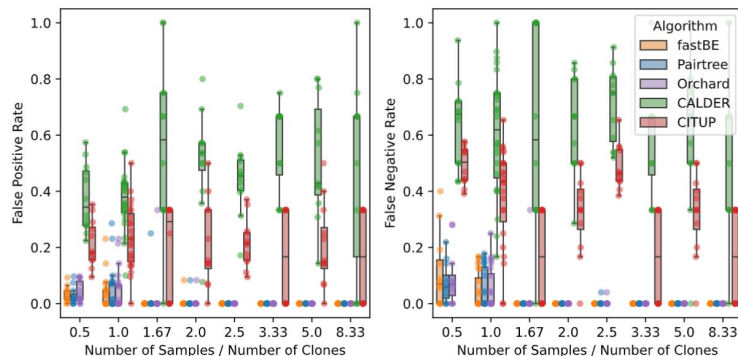 False Positive Rate
1.0
0.8
0.6
0.4
0.2
0.0
0.5 1.0 1.67 2.0 2.5 3.33 5.0 8.33
Number of Samples / Number of Clones
False Negative Rate
1.0
0.8
0.6
0.4
0.2
0.0
0.5 1.0 1.67 2.0 2.5 3.33 5.0 8.33
Number of Samples / Number of Clones
Algorithm
fastBE
Pairtree
Orchard
CALDER
CITUP